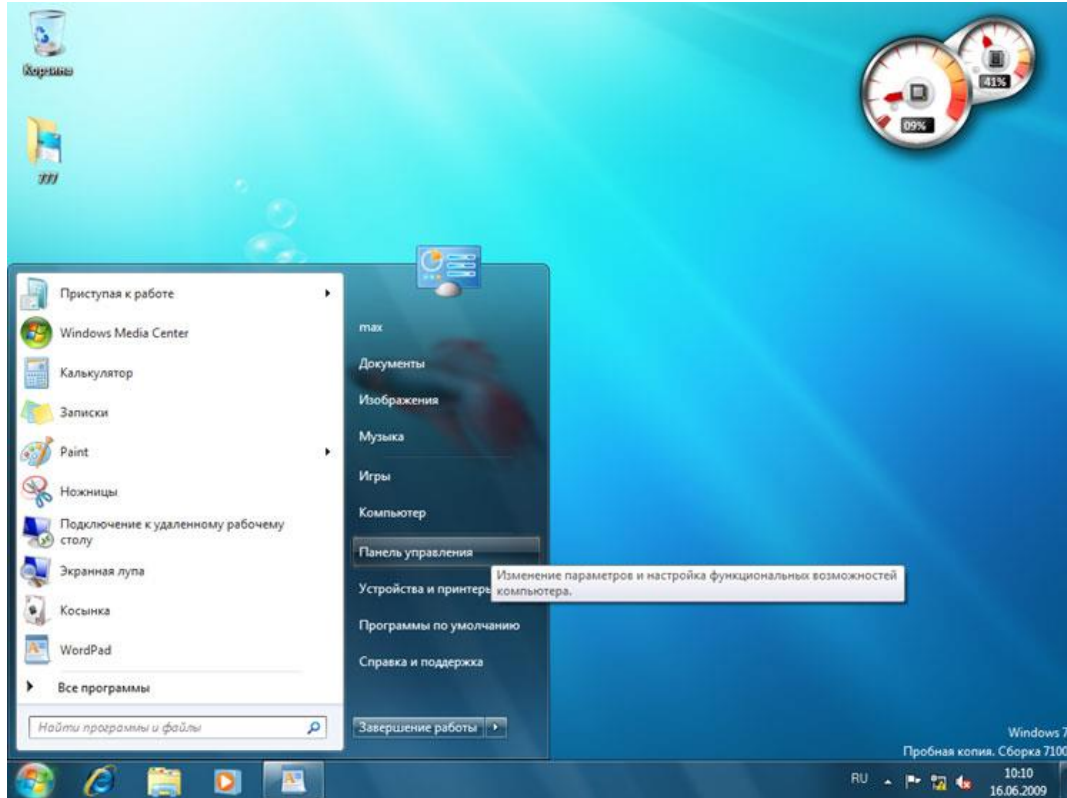 Корзина
777
41%
09%
Приступая к работе
Windows Media Center
Калькулятор
Записки
Paint
Ножницы
Подключение к удаленному рабочему
столу
Экранная лупа
Косынка
WordPad
Все программы
Найти программы и файлы
max
Документы
Изображения
Музыка
Игры
Компьютер
Панель управления
Изменение параметров и настройка функциональных возможностей
компьютера.
Устройства и принтеры
Программы по умолчанию
Справка и поддержка
Завершение работы
Windows 7
Пробная копия. Сборка 7100
RU
10:10
16.06.2009